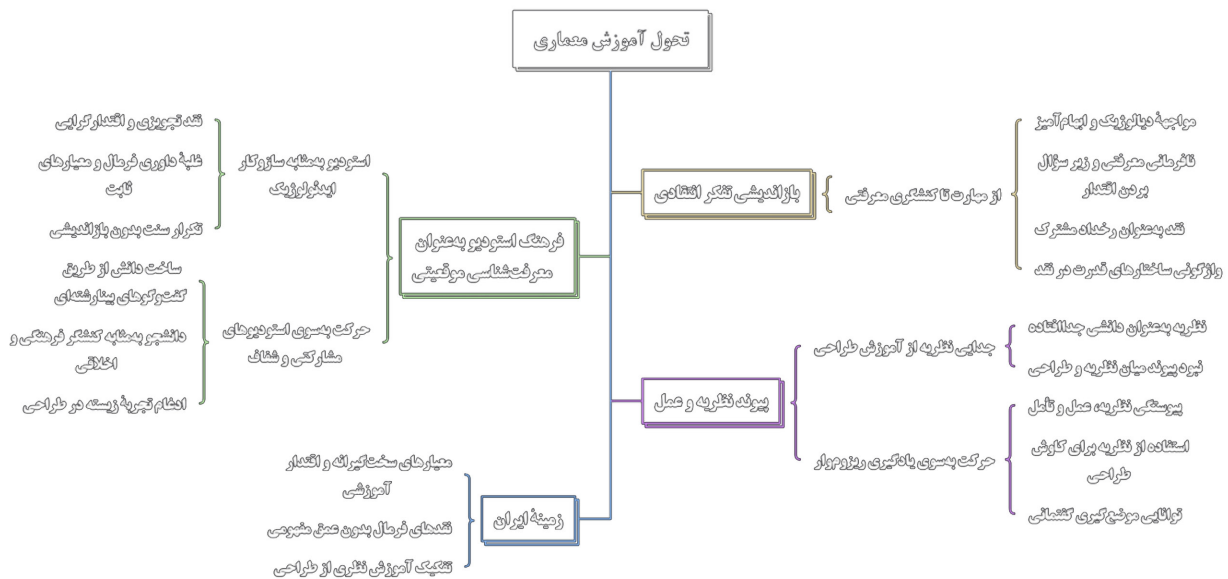 تحول آموزش معماری
بازاندیشی تفکر انتقادی
از مهارت تا کنشگری معرفتی
مواجههٔ دیالوژیک و ابهام‌آمیز
نافرمانی معرفتی و زیر سؤال
بردن اقتدار
نقد به‌عنوان رخداد مشترک
واژگونی ساختارهای قدرت در نقد
فرهنگ استودیو به‌عنوان
معرفت‌شناسی موقعیتی
استودیو به‌مثابه سازوکار
ایدئولوژیک
نقد تجویزی و اقتدارگرایی
غلبهٔ داوری فرمال و معیارهای
ثابت
تکرار سنت بدون بازاندیشی
حرکت به‌سوی استودیوهای
مشارکتی و شفاف
ساخت دانش از طریق
گفت‌وگوهای بینارشته‌ای
دانشجو به‌مثابه کنشگر فرهنگی و
اخلاقی
ادغام تجربهٔ زیسته در طراحی
پیوند نظریه و عمل
جدایی نظریه از آموزش طراحی
نظریه به‌عنوان دانشی جداافتاده
نبود پیوند میان نظریه و طراحی
حرکت به‌سوی یادگیری ریزوم‌وار
پیوستگی نظریه، عمل و تأمل
استفاده از نظریه برای کاوش
طراحی
توانایی موضع‌گیری گفتمانی
زمینهٔ ایران
معیارهای سخت‌گیرانه و اقتدار
آموزشی
نقدهای فرمال بدون عمق مفهومی
تفکیک آموزش نظری از طراحی